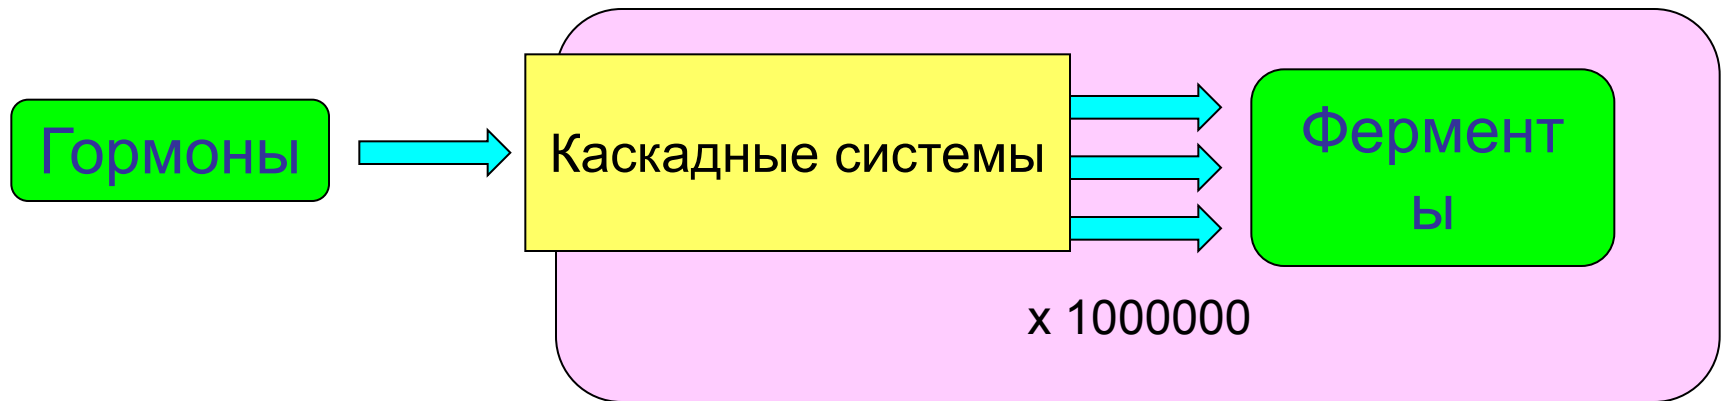 Гормоны
Каскадные системы
Фермент
ы
х 1000000